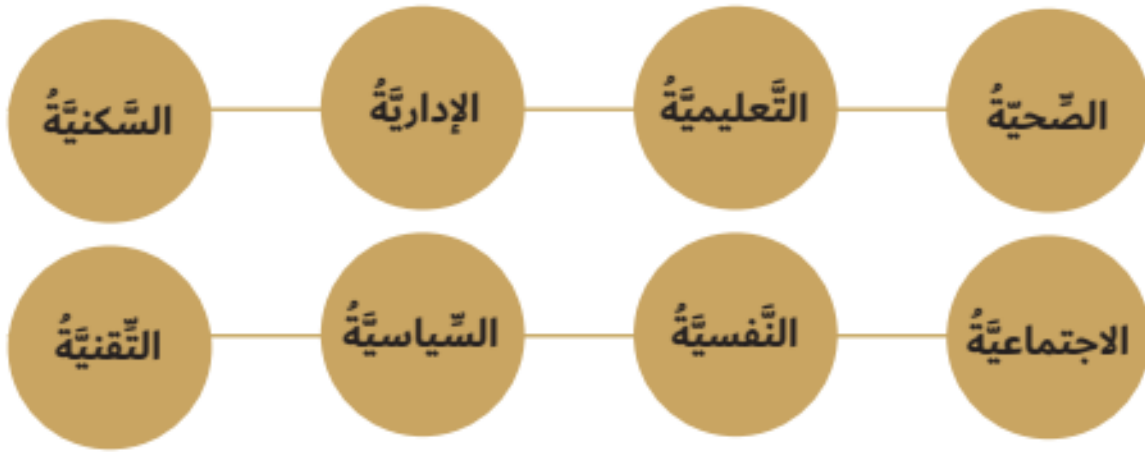 الصِّحيّةُ التَّعليميَّةُ الإداريَّةُ السَّكنيَّةُ
الاجتماعيَّةُ النَّفسيَّةُ السِّياسيَّةُ التِّقنيَّةُ